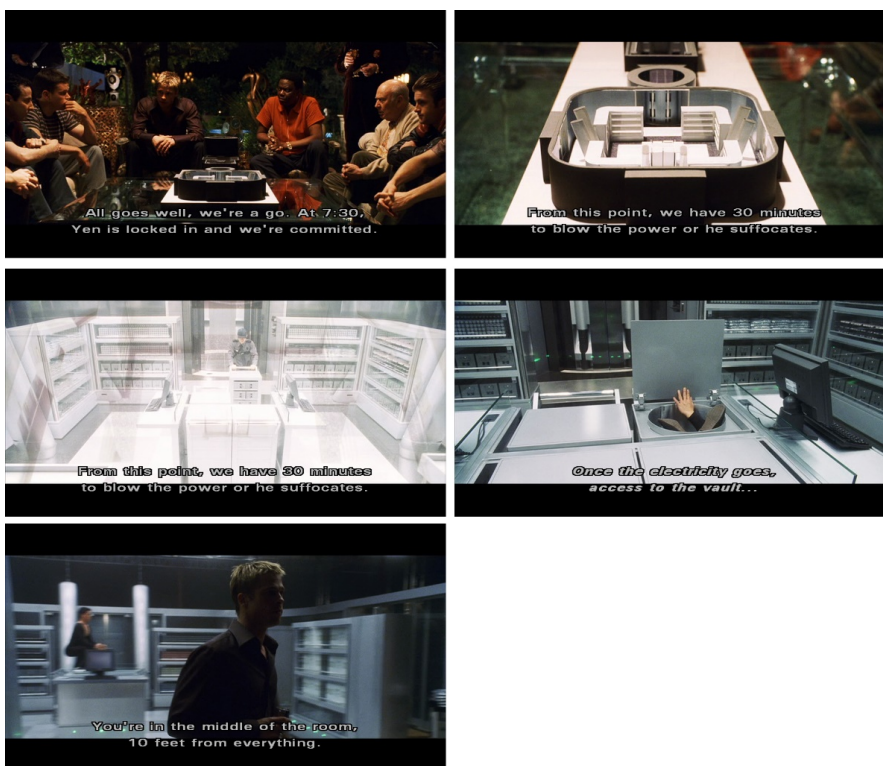 All goes well, we're a go. At 7:30,
Yen is locked in and we're committed.
From this point, we have 30 minutes
to blow the power or he suffocates.
From this point, we have 30 minutes
to blow the power or he suffocates.
Once the electricity goes,
access to the vault...
You're in the middle of the room,
10 feet from everything.